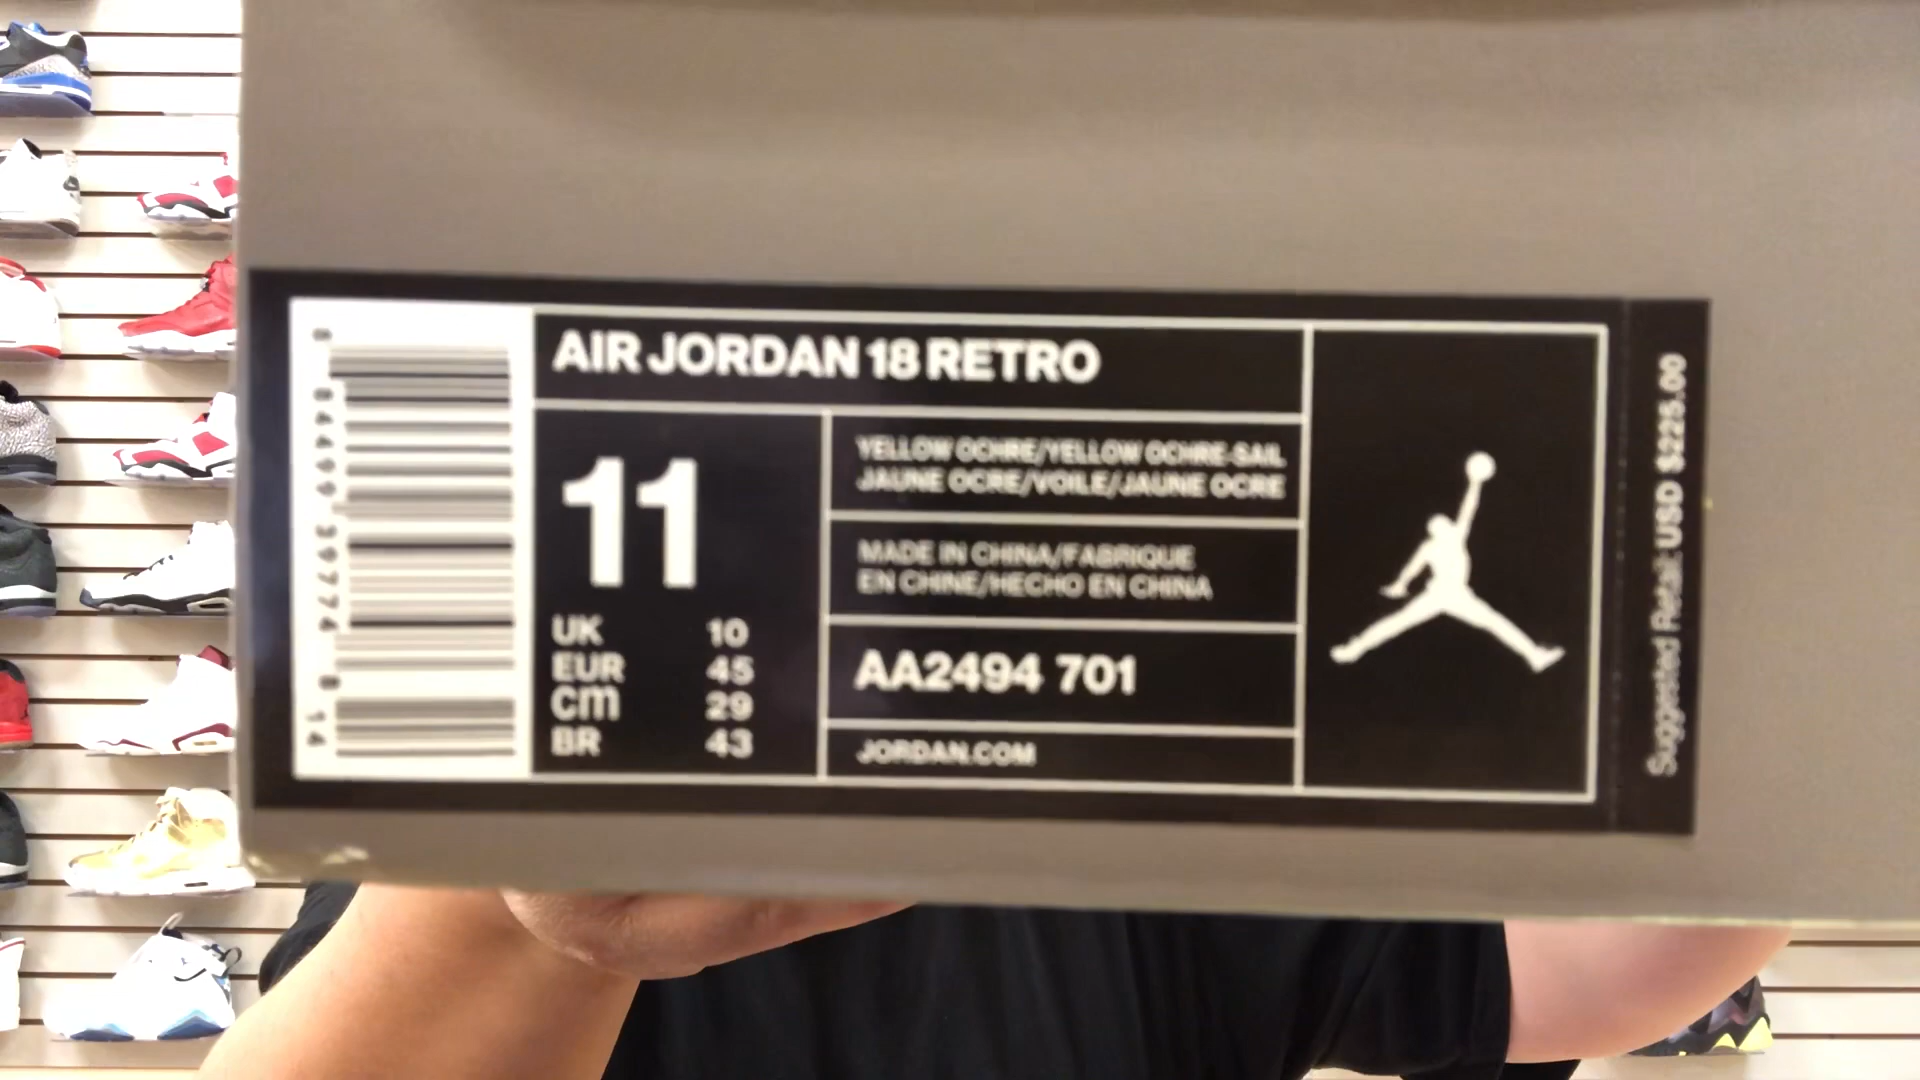 AIR JORDAN 18 RETRO
11
UK 10
EUR 45
cm 29
BR 43
YELLOW OCHRE/YELLOW OCHRE-SAIL
JAUNE OCRE/VOILE/JAUNE OCRE
MADE IN CHINA/FABRIQUE
EN CHINE/HECHO EN CHINA
AA2494 701
JORDAN.COM
Suggested Retail: USD $225.00